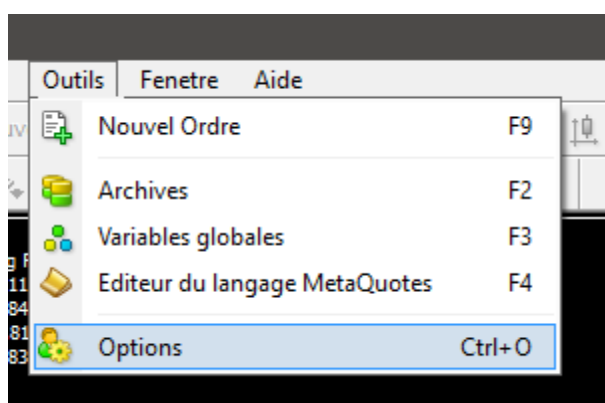 Outils Fenetre Aide
Nouvel Ordre F9
Archives F2
Variables globales F3
Editeur du langage MetaQuotes F4
Options Ctrl+O